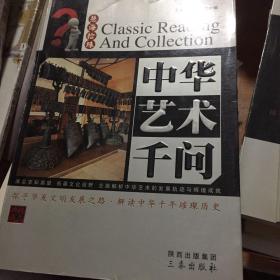 Classic Reading
And Collection
中华
艺术
千问
探寻华夏文明发展之路·解读中华千年璀璨历史
陕西出版集团
三秦出版社